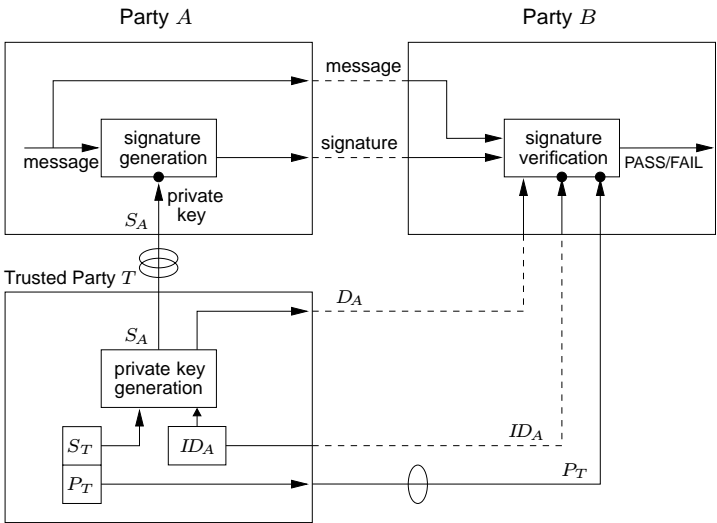 Party A
Party B
message
signature
generation
message
signature
signature
verification
PASS/FAIL
private
key
S_A
Trusted Party T
D_A
S_A
private key
generation
S_T
ID_A
ID_A
P_T
P_T